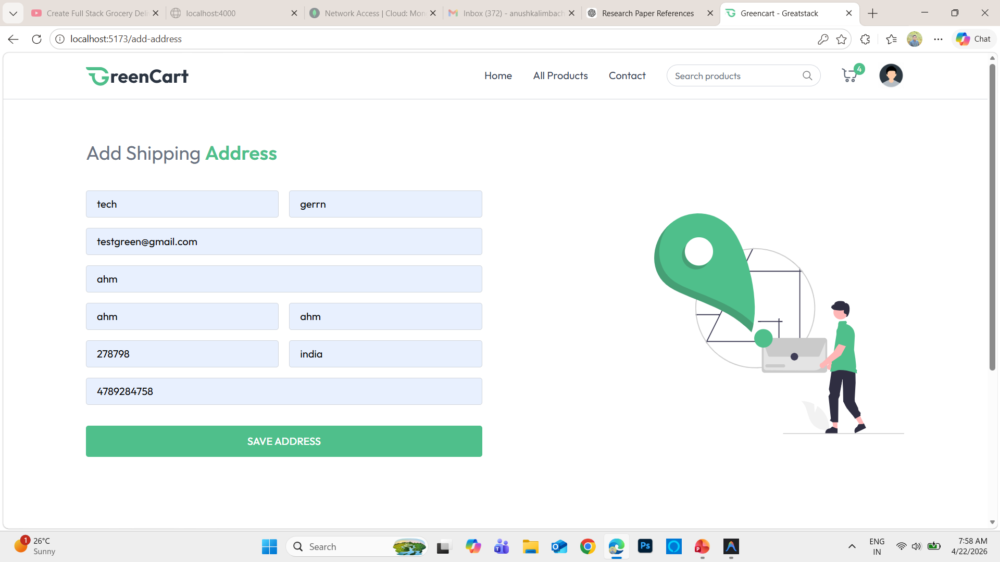 Create Full Stack Grocery Deli
localhost:4000
Network Access | Cloud: Mon
Inbox (372) - anushkalimbach
Research Paper References
Greencart - Greatstack
localhost:5173/add-address
Chat
GreenCart
Home
All Products
Contact
Search products
4
Add Shipping Address
tech
gerrn
testgreen@gmail.com
ahm
ahm
ahm
278798
india
4789284758
SAVE ADDRESS
1
26°C
Sunny
Search
Ps
ENG
IN
7:58 AM
4/22/2026